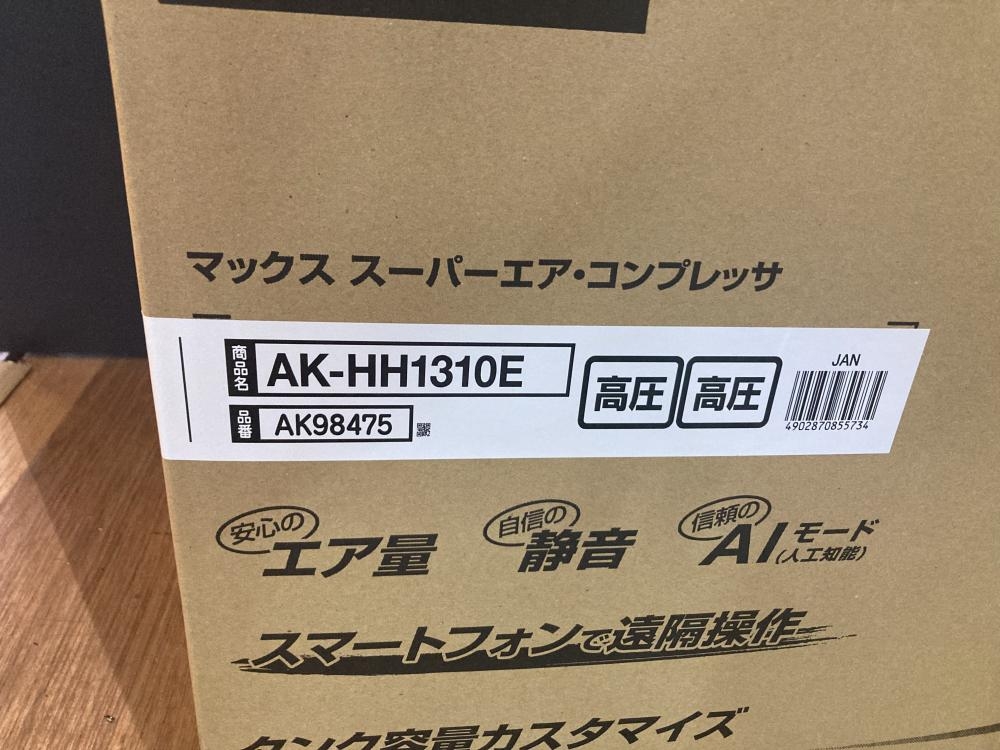 マックス スーパーエア・コンプレッサ
商品名 AK-HH1310E
品番 AK98475
高圧 高圧
JAN
4902870855734
安心の エア量
自信の 静音
信頼の AIモード
(人工知能)
スマートフォンで遠隔操作
タンク容量カスタマイズ